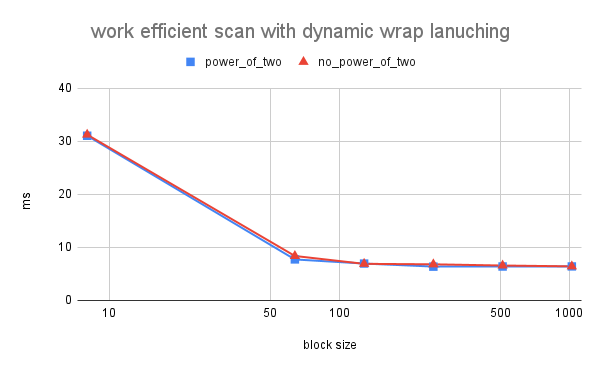 work efficient scan with dynamic wrap lanuching
power_of_two no_power_of_two
40
30
20
10
0
ms
10 50 100 500 1000
block size